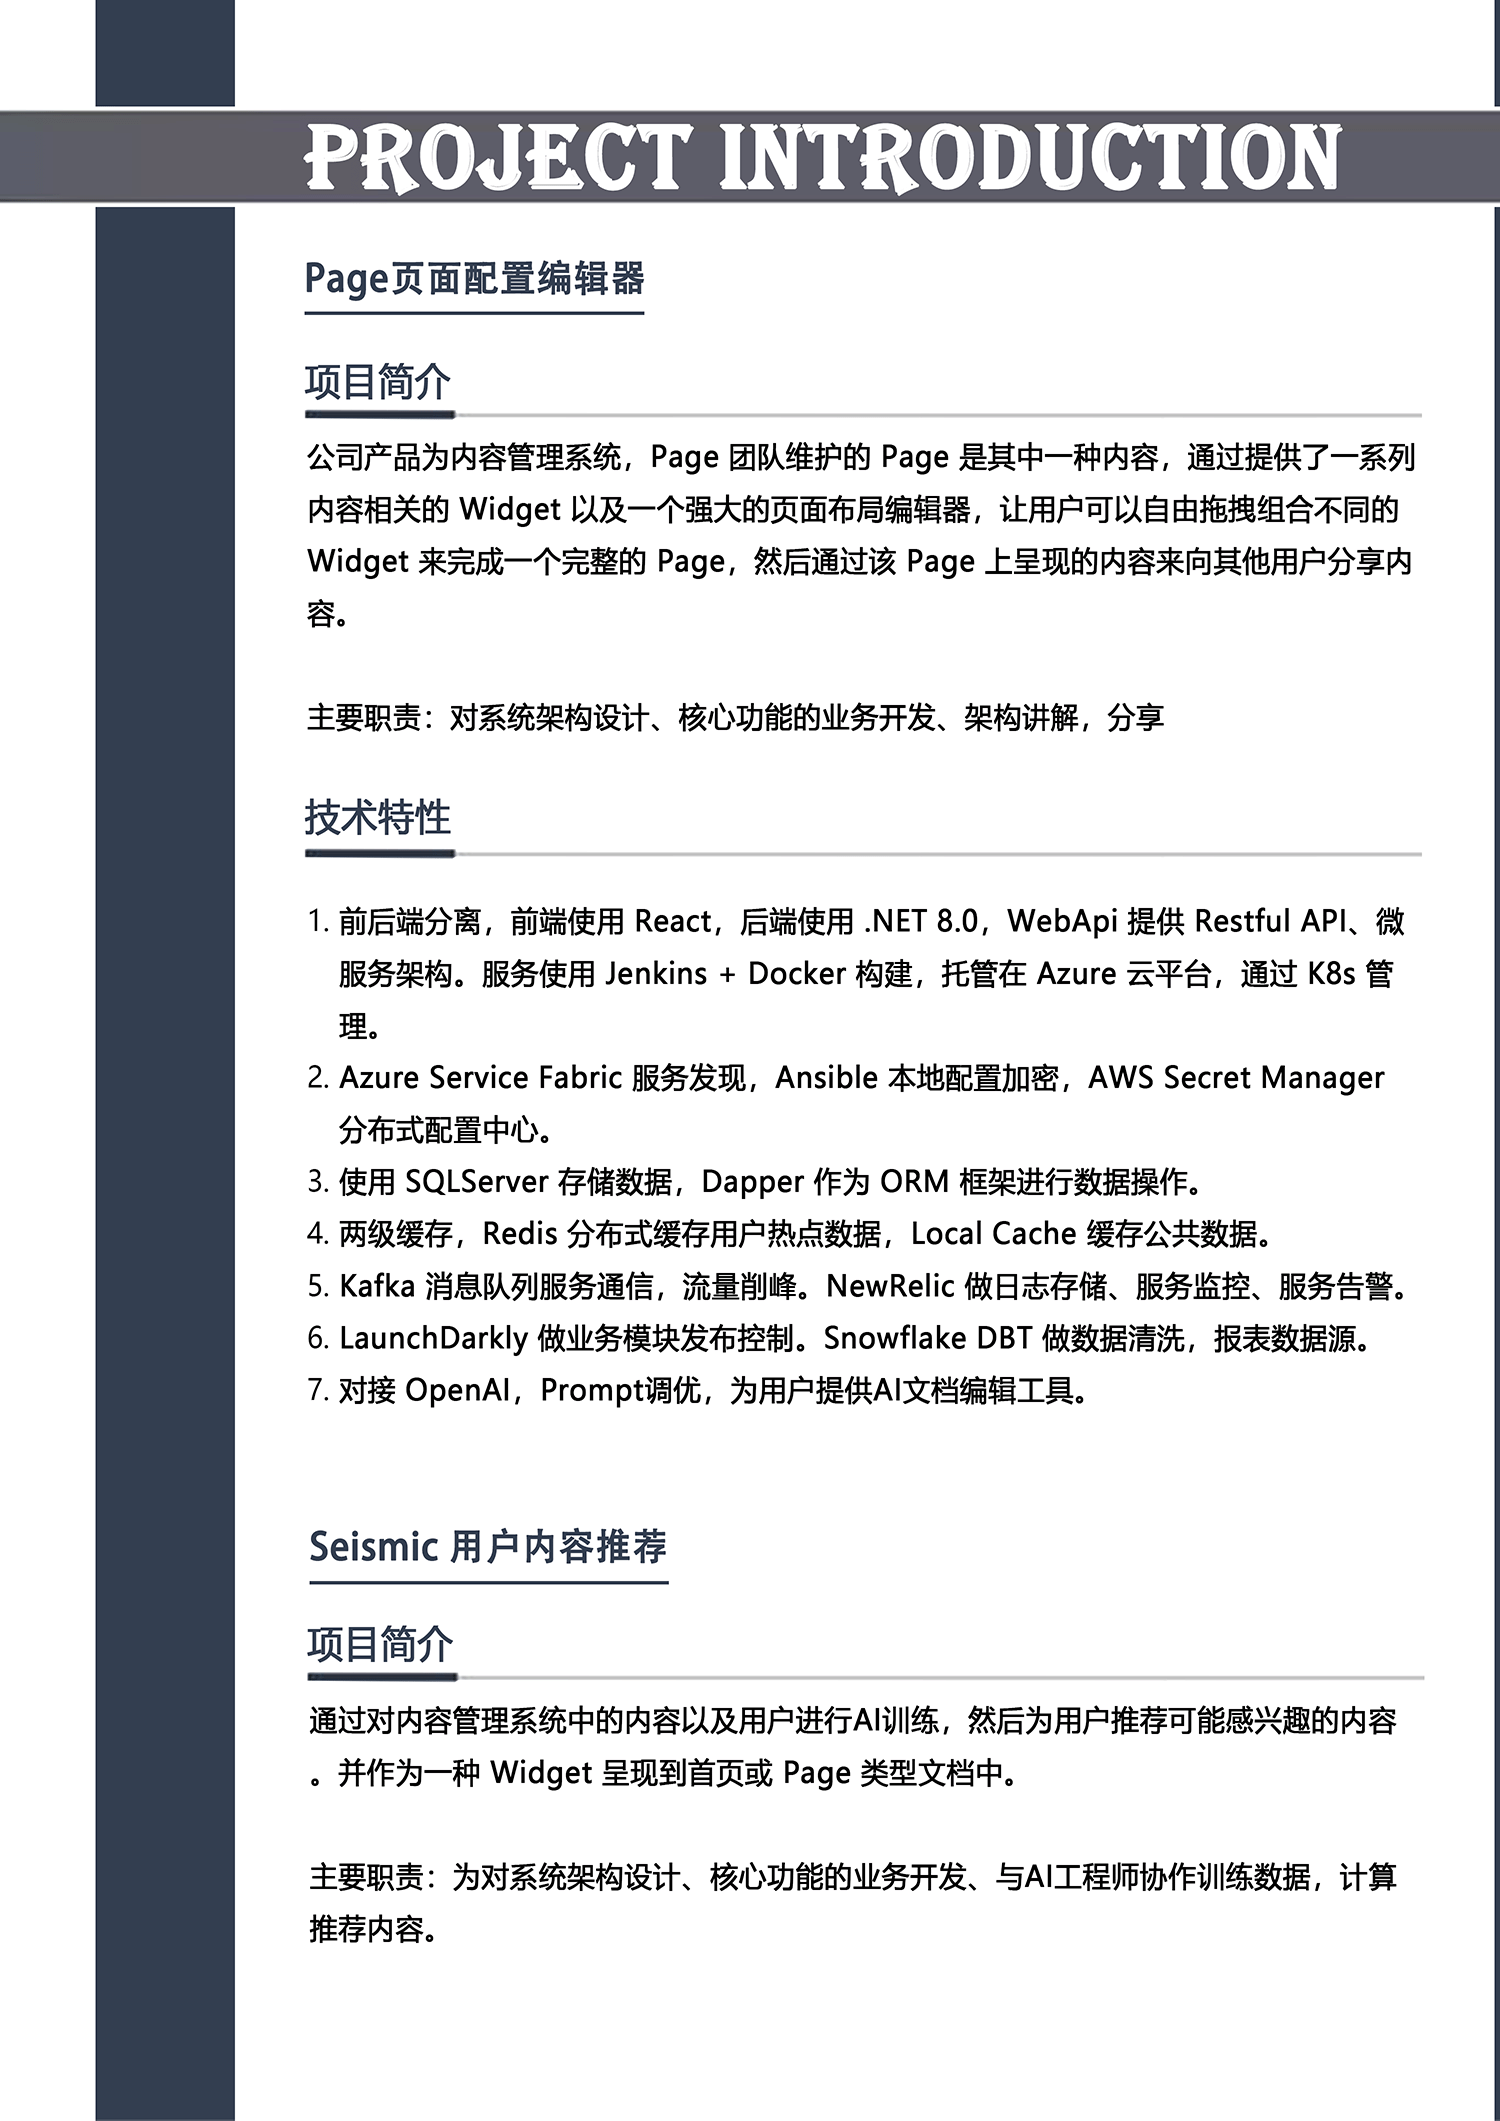 PROJECT INTRODUCTION
Page页面配置编辑器
项目简介
公司产品为内容管理系统，Page 团队维护的 Page 是其中一种内容，通过提供了一系列
内容相关的 Widget 以及一个强大的页面布局编辑器，让用户可以自由拖拽组合不同的
Widget 来完成一个完整的 Page，然后通过该 Page 上呈现的内容来向其他用户分享内
容。
主要职责：对系统架构设计、核心功能的业务开发、架构讲解，分享
技术特性
1. 前后端分离，前端使用 React，后端使用 .NET 8.0，WebApi 提供 Restful API、微
服务架构。服务使用 Jenkins + Docker 构建，托管在 Azure 云平台，通过 K8s 管
理。
2. Azure Service Fabric 服务发现，Ansible 本地配置加密，AWS Secret Manager
分布式配置中心。
3. 使用 SQLServer 存储数据，Dapper 作为 ORM 框架进行数据操作。
4. 两级缓存，Redis 分布式缓存用户热点数据，Local Cache 缓存公共数据。
5. Kafka 消息队列服务通信，流量削峰。NewRelic 做日志存储、服务监控、服务告警。
6. LaunchDarkly 做业务模块发布控制。Snowflake DBT 做数据清洗，报表数据源。
7. 对接 OpenAI，Prompt调优，为用户提供AI文档编辑工具。
Seismic 用户内容推荐
项目简介
通过对内容管理系统中的内容以及用户进行AI训练，然后为用户推荐可能感兴趣的内容
。并作为一种 Widget 呈现到首页或 Page 类型文档中。
主要职责：为对系统架构设计、核心功能的业务开发、与AI工程师协作训练数据，计算
推荐内容。